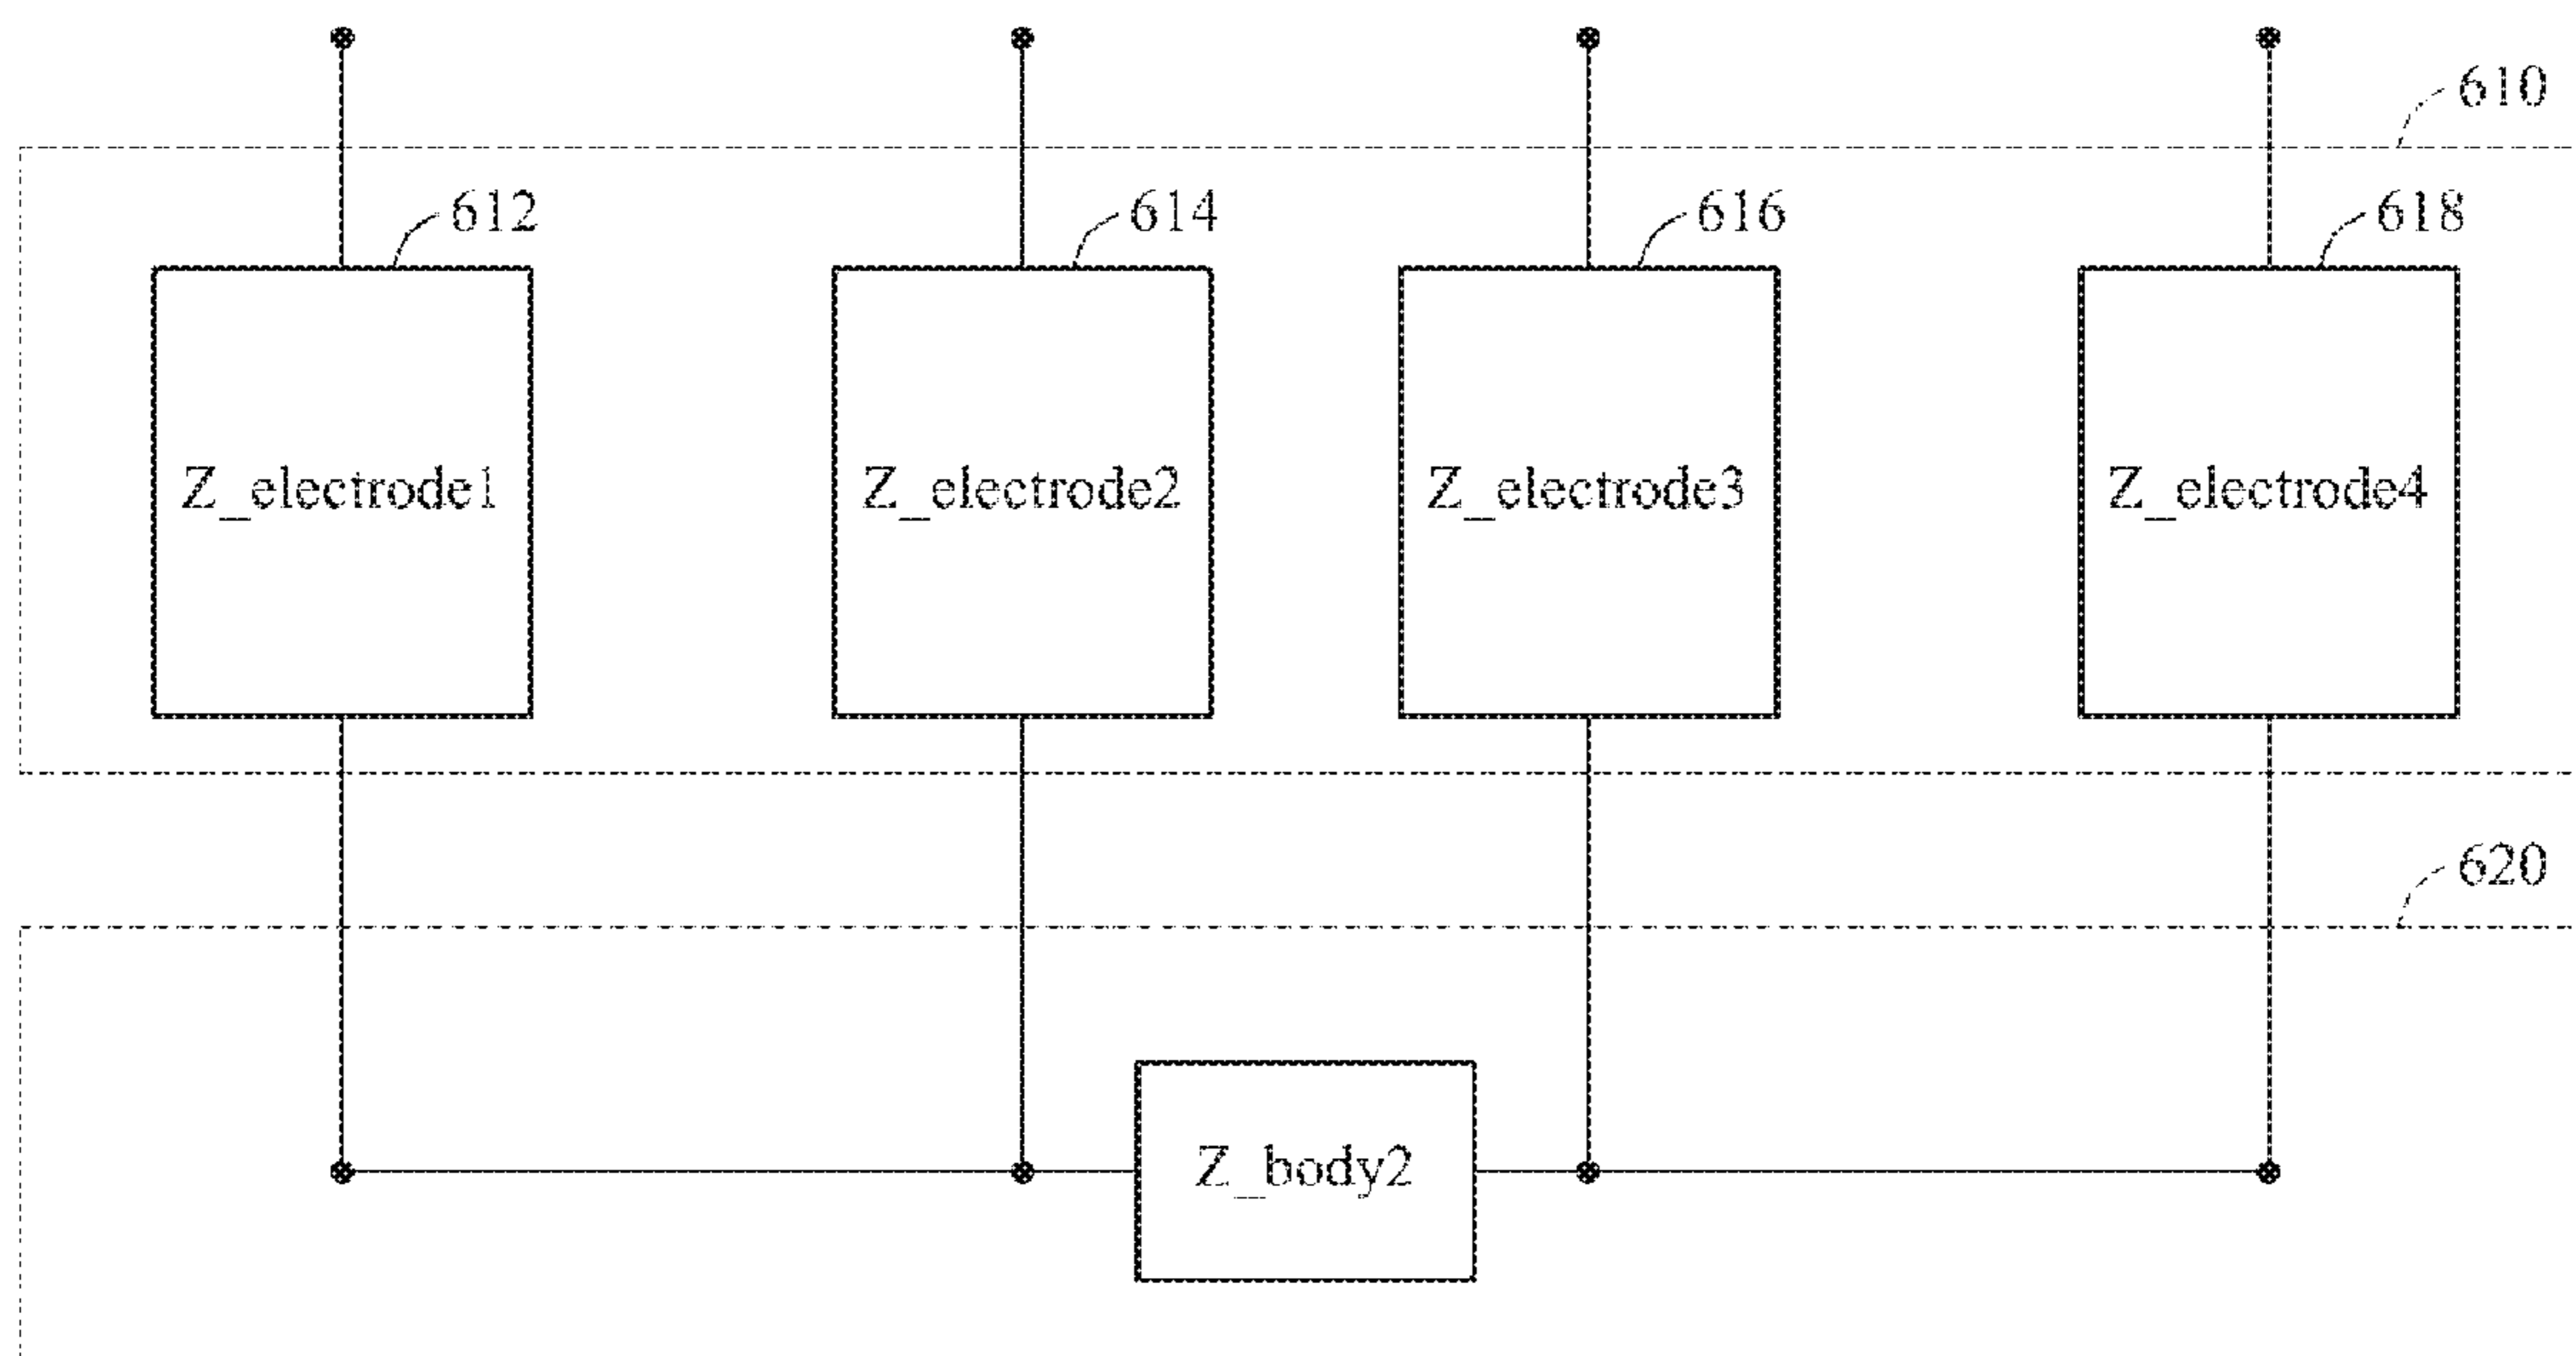 610
612 614 616 618
Z_electrode1 Z_electrode2 Z_electrode3 Z_electrode4
620
Z_body2